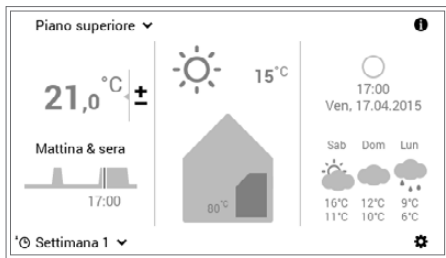 Piano superiore
21,0 °C ±
Mattina & sera
17:00
Settimana 1
15°C
80°C
17:00
Ven, 17.04.2015
Sab Dom Lun
16°C 12°C 9°C
11°C 10°C 6°C